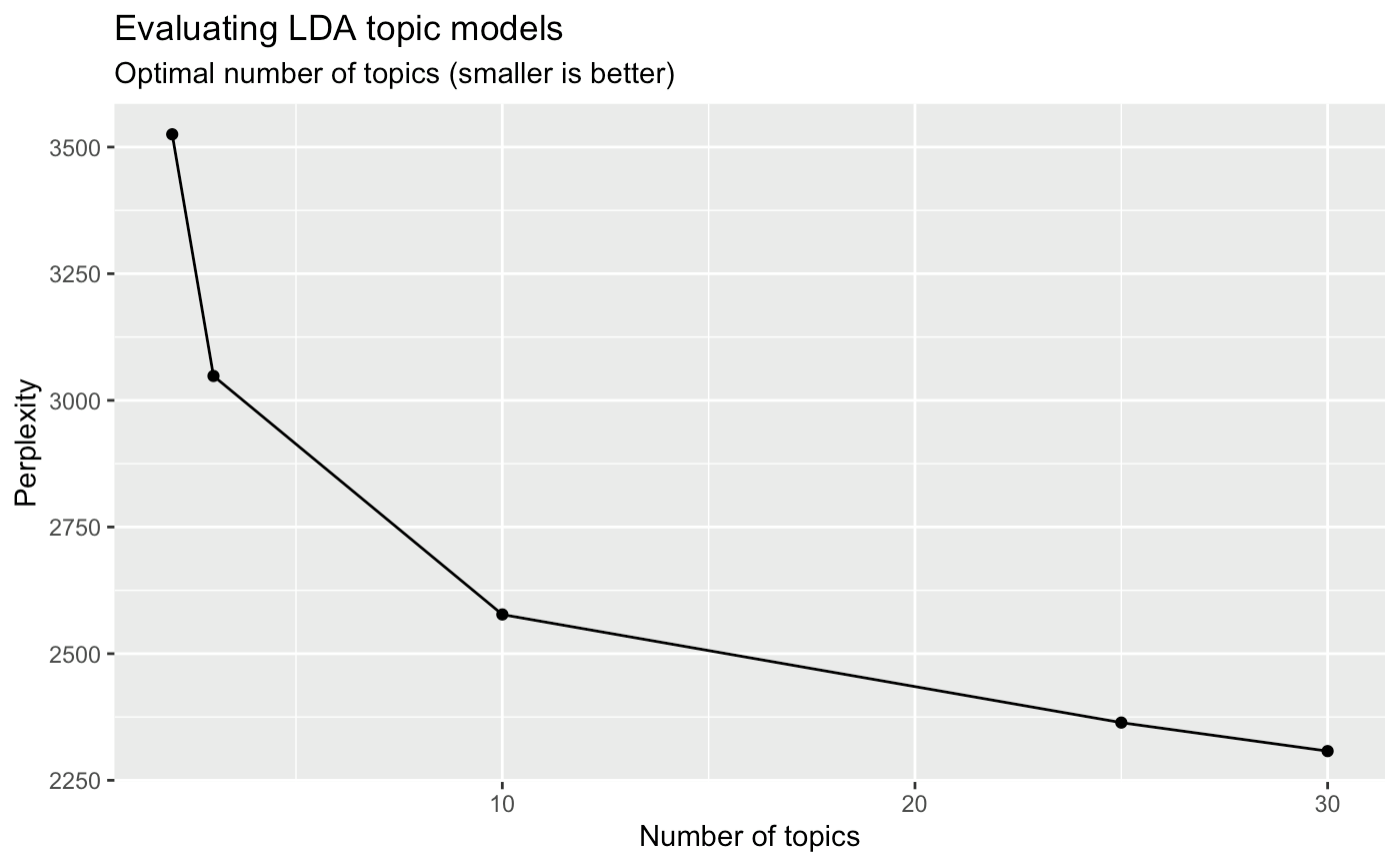 Evaluating LDA topic models
Optimal number of topics (smaller is better)
3500
3250
3000
2750
2500
2250
Perplexity
10 20 30
Number of topics